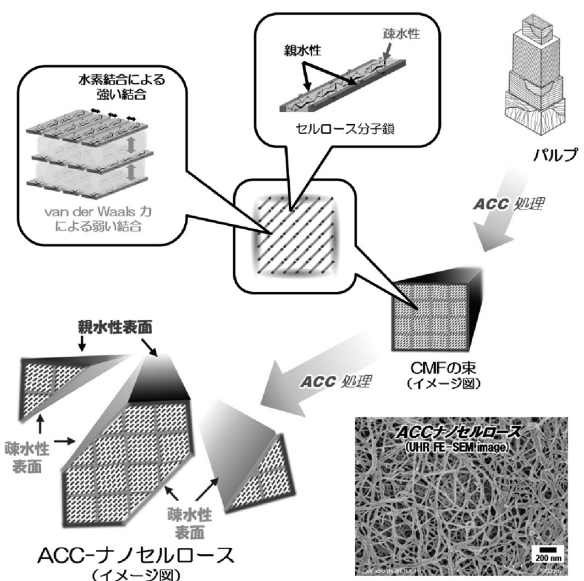 疎水性
親水性
セルロース分子鎖
水素結合による
強い結合
van der Waals 力
による弱い結合
パルプ
ACC 処理
CMFの束
(イメージ図)
ACC 処理
親水性表面
疎水性
表面
疎水性
表面
ACC-ナノセルロース
(イメージ図)
ACCナノセルロース
(UHR FE-SEM image)
200 nm